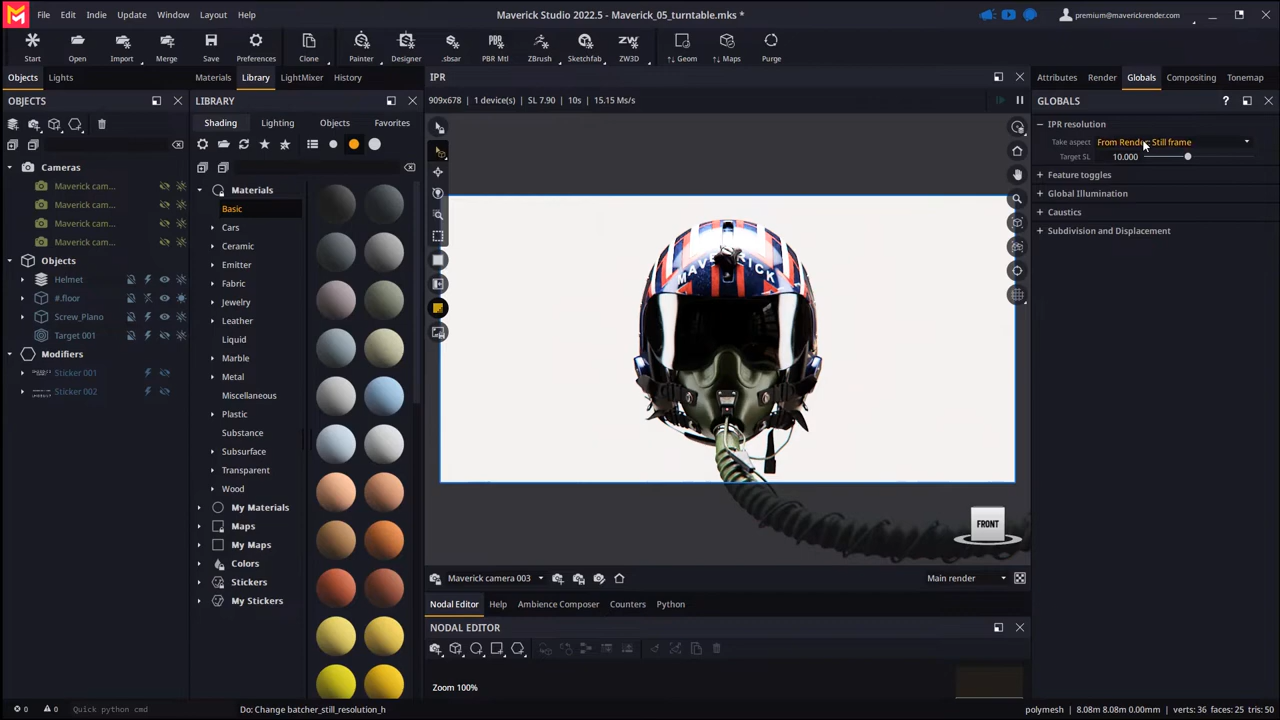 File Edit Mode Indie Animate Window Layout Help
Maverick Studio 2022.5 - Maverick_05_turntable.mks *
premium@maverickrender.com
Start Open Import Merge Save Preferences Clone Painter Designer .sbsar PBR Mtl ZBrush Sketchfab ZW3D ↑↓ Geom ↑↓ Maps Purge
Objects Lights
Materials Library LightMixer History
IPR
Attributes Render Globals Compositing Tonemap
OBJECTS
LIBRARY
909x678 | 1 device(s) | SL 7.90 | 10s | 15.15 Ms/s
GLOBALS
Shading Lighting Objects Favorites
IPR resolution
Take aspect From Render: Still frame
Target SL 10.000
Feature toggles
Global Illumination
Caustics
Subdivision and Displacement
Cameras
Maverick cam...
Maverick cam...
Maverick cam...
Maverick cam...
Objects
Helmet
#.floor
Screw_Plano
Target 001
Modifiers
Sticker 001
Sticker 002
Materials
Basic
Cars
Ceramic
Emitter
Fabric
Jewelry
Leather
Liquid
Marble
Metal
Miscellaneous
Plastic
Substance
Subsurface
Transparent
Wood
My Materials
Maps
My Maps
Colors
Stickers
My Stickers
MAVERICK
FRONT
Maverick camera 003
Main render
Nodal Editor Help Ambience Composer Counters Python
NODAL EDITOR
Zoom 100%
0 0 Quick python cmd
Do: Change batcher_still_resolution_h
polymesh | 8.08m 8.08m 0.00mm | verts: 36 faces: 25 tris: 50